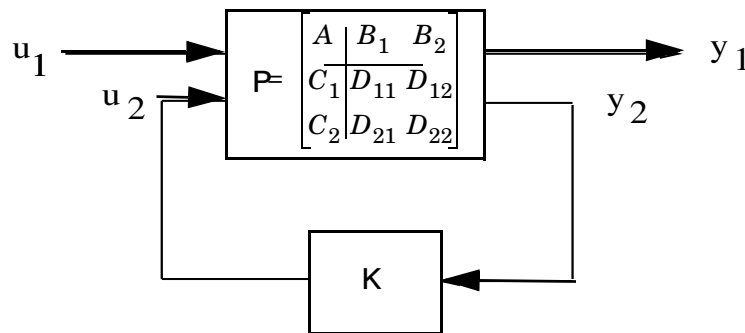 u1
u2
P= [ A | B1 B2
C1 | D11 D12
C2 | D21 D22 ]
y1
y2
K